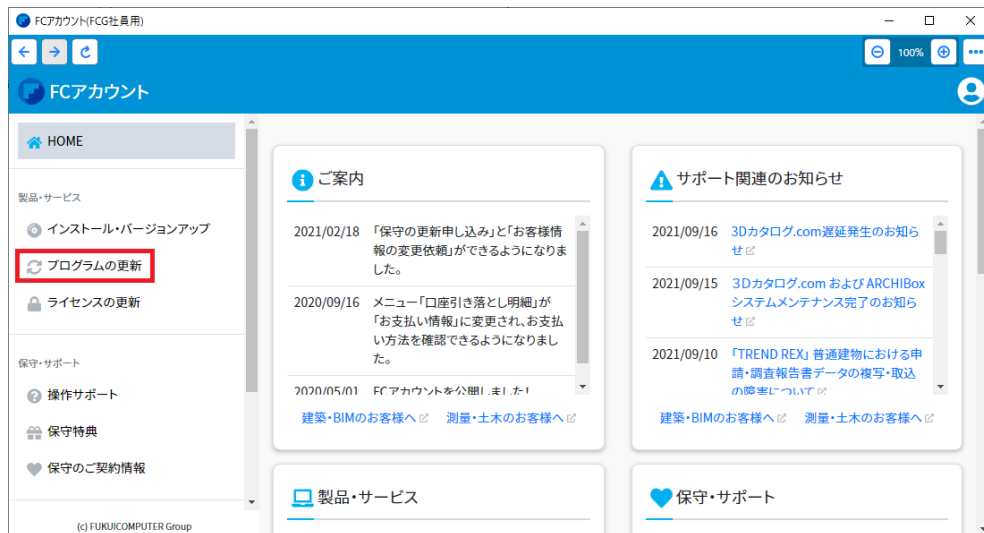 FCアカウント(FCG社員用)
100%
FCアカウント
HOME
製品・サービス
インストール・バージョンアップ
プログラムの更新
ライセンスの更新
保守・サポート
操作サポート
保守特典
保守のご契約情報
(c) FUKUICOMPUTER Group
ご案内
2021/02/18 「保守の更新申し込み」と「お客様情
報の変更依頼」ができるようになりま
した。
2020/09/16 メニュー「口座引き落とし明細」が
「お支払い情報」に変更され、お支払
い方法を確認できるようになりまし
た。
2020/05/01 FCアカウントを公開しました!
建築・BIMのお客様へ 測量・土木のお客様へ
サポート関連のお知らせ
2021/09/16 3Dカタログ.com遅延発生のお知ら
せ
2021/09/15 3Dカタログ.com および ARCHIBox
システムメンテナンス完了のお知ら
せ
2021/09/10 「TREND REX」 普通建物における申
請・調査報告書データの複写・取込
の障害について
建築・BIMのお客様へ 測量・土木のお客様へ
製品・サービス
保守・サポート